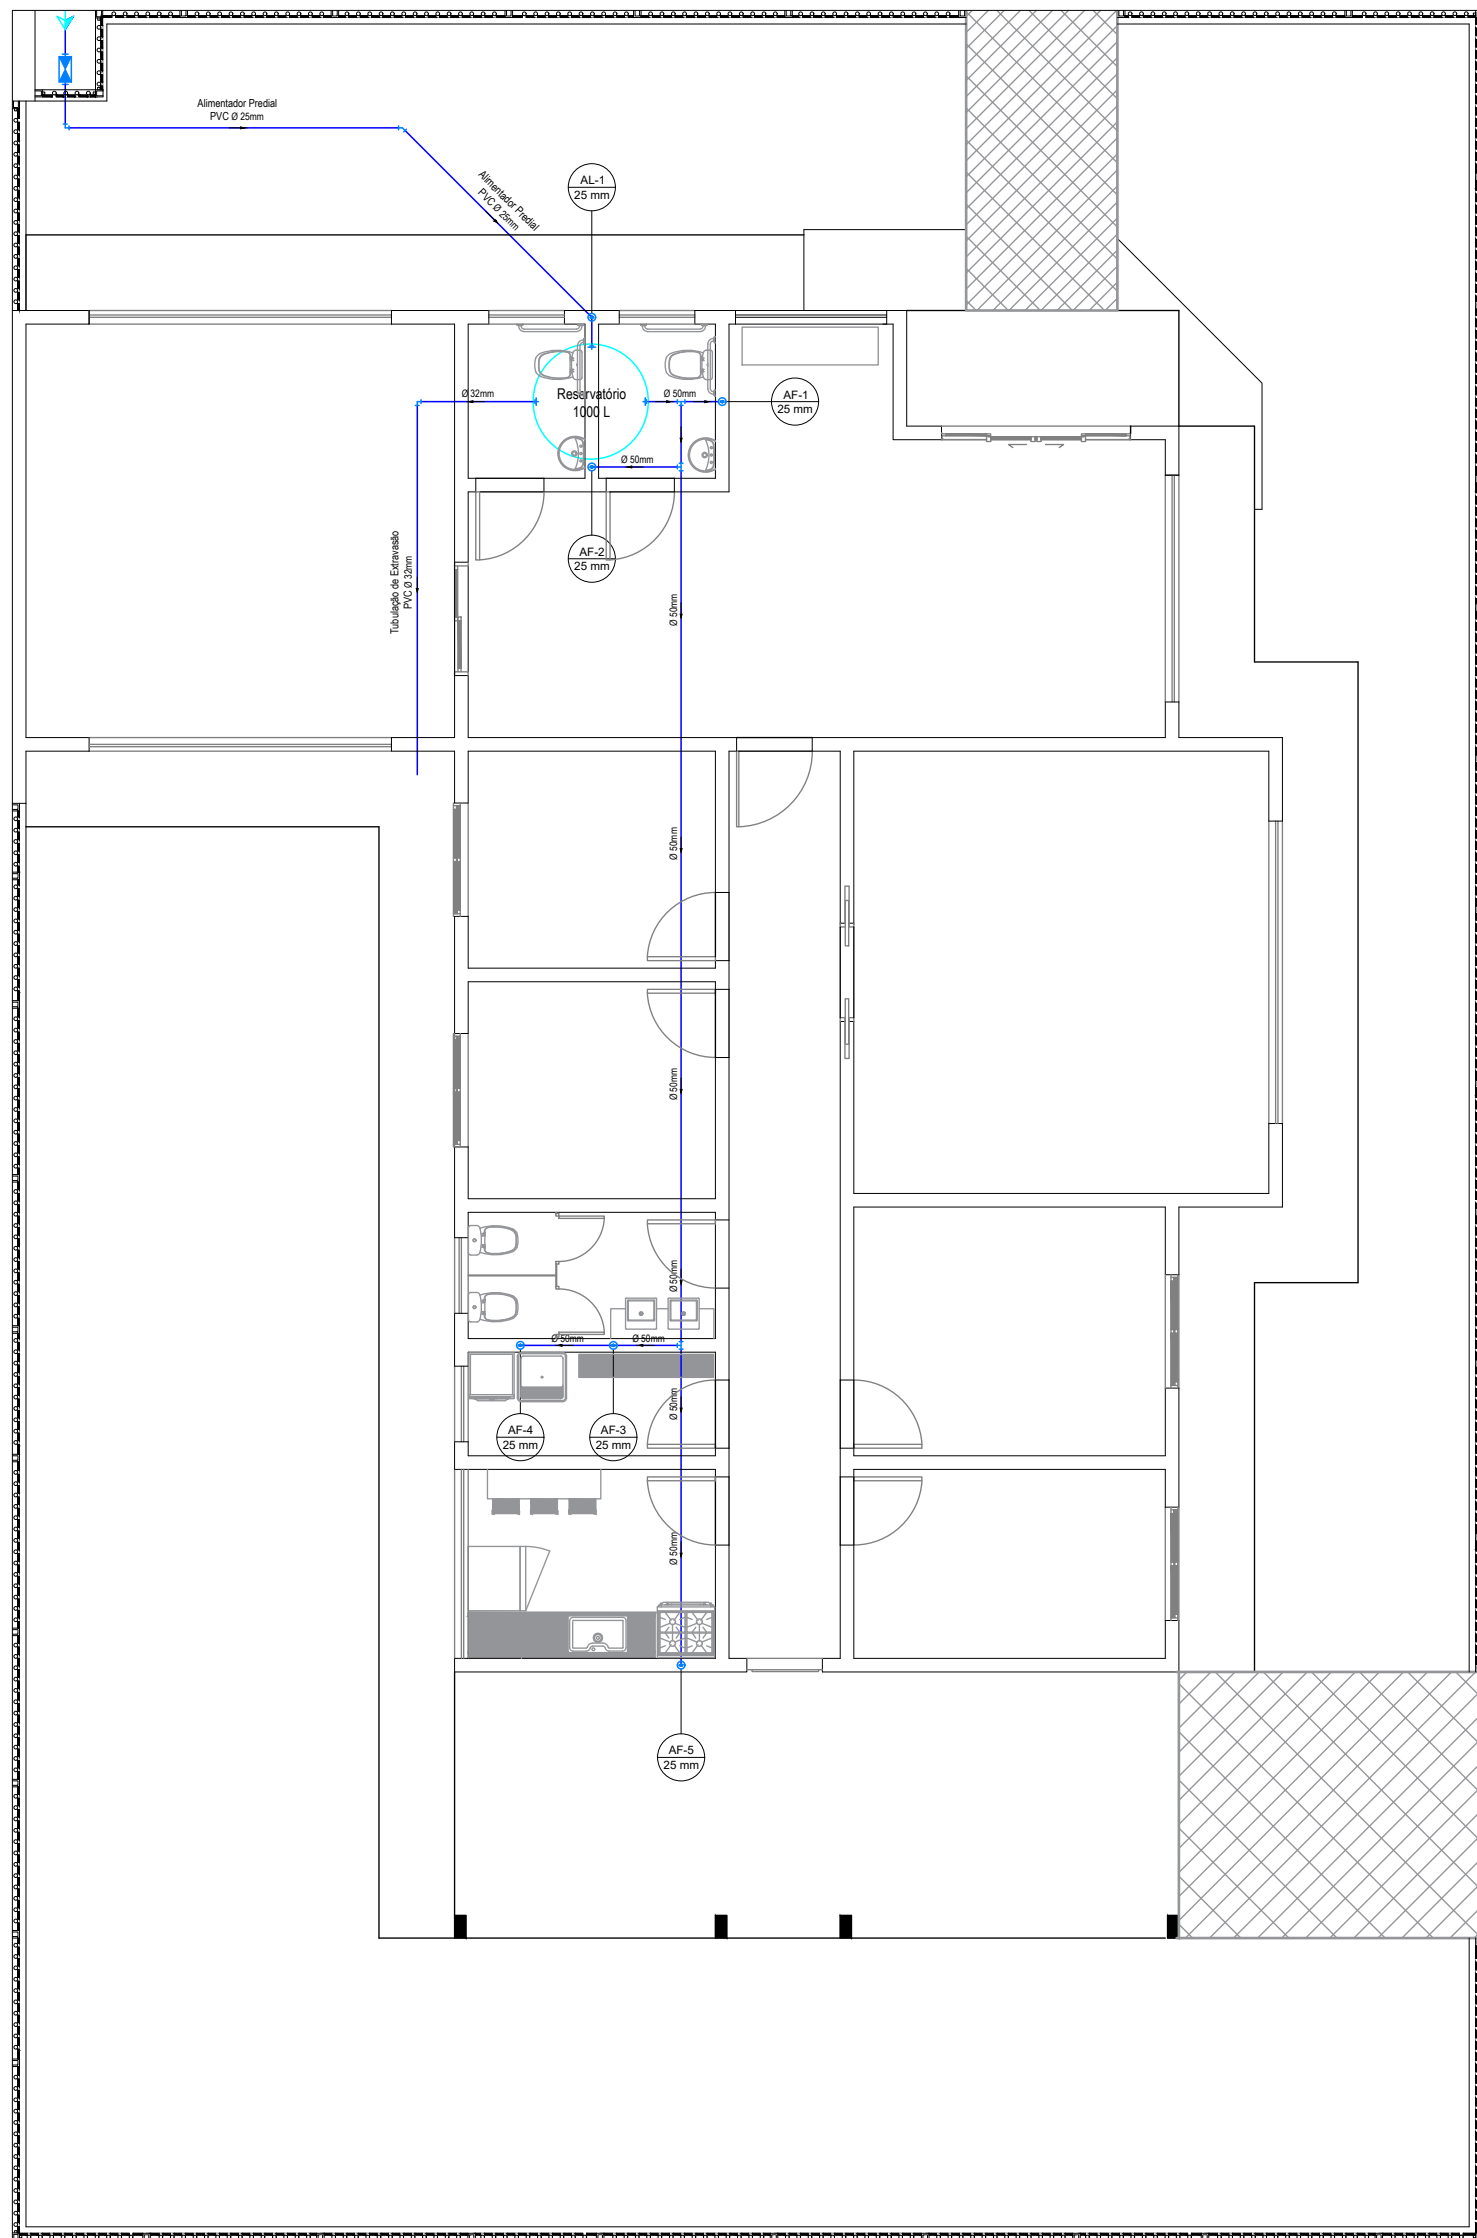 Alimentador Predial
PVC Ø 25mm
Alimentador Predial
PVC Ø 25mm
AL-1
25 mm
Ø 32mm
Reservatório
1000 L
Ø 50mm
AF-1
25 mm
Ø 50mm
AF-2
25 mm
Tubulação de Extravasão
PVC Ø 32mm
Ø 50mm
Ø 50mm
Ø 50mm
Ø 50mm
Ø 50mm
Ø 50mm
Ø 50mm
AF-4
25 mm
AF-3
25 mm
Ø 50mm
AF-5
25 mm